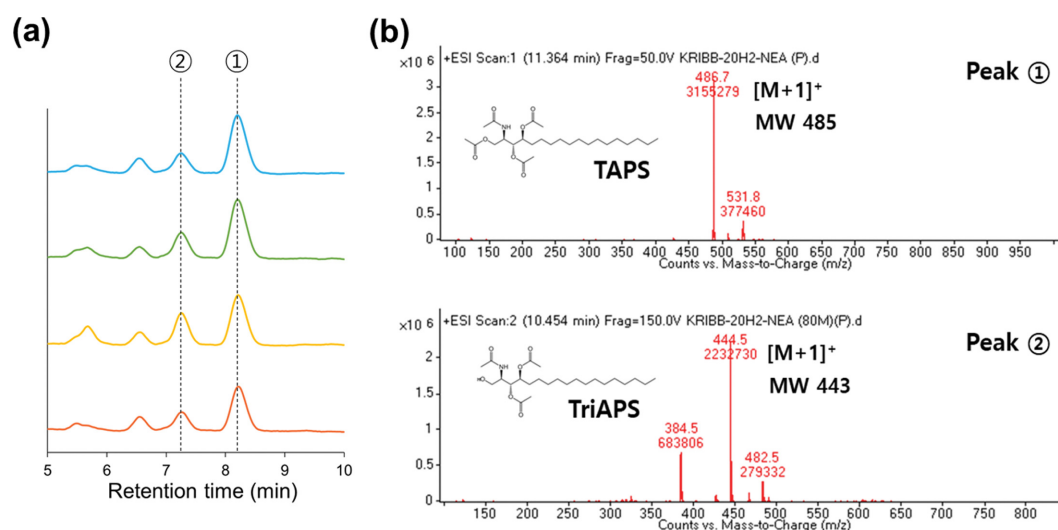 (a)
② ①
5 6 7 8 9 10
Retention time (min)
(b)
+ESI Scan:1 (11.364 min) Frag=50.0V KRIBB-20H2-NEA (P).d
×10 6
Peak ①
486.7
3155279
[M+1]+
MW 485
TAPS
531.8
377460
3
2.5
2
1.5
1
0.5
0
100 150 200 250 300 350 400 450 500 550 600 650 700 750 800 850 900 950
Counts vs. Mass-to-Charge (m/z)
+ESI Scan:2 (10.454 min) Frag=150.0V KRIBB-20H2-NEA (80M)(P).d
×10 6
Peak ②
444.5
2232730
[M+1]+
MW 443
HO
TriAPS
384.5
683806
482.5
279332
2
1.5
1
0.5
0
150 200 250 300 350 400 450 500 550 600 650 700 750 800
Counts vs. Mass-to-Charge (m/z)